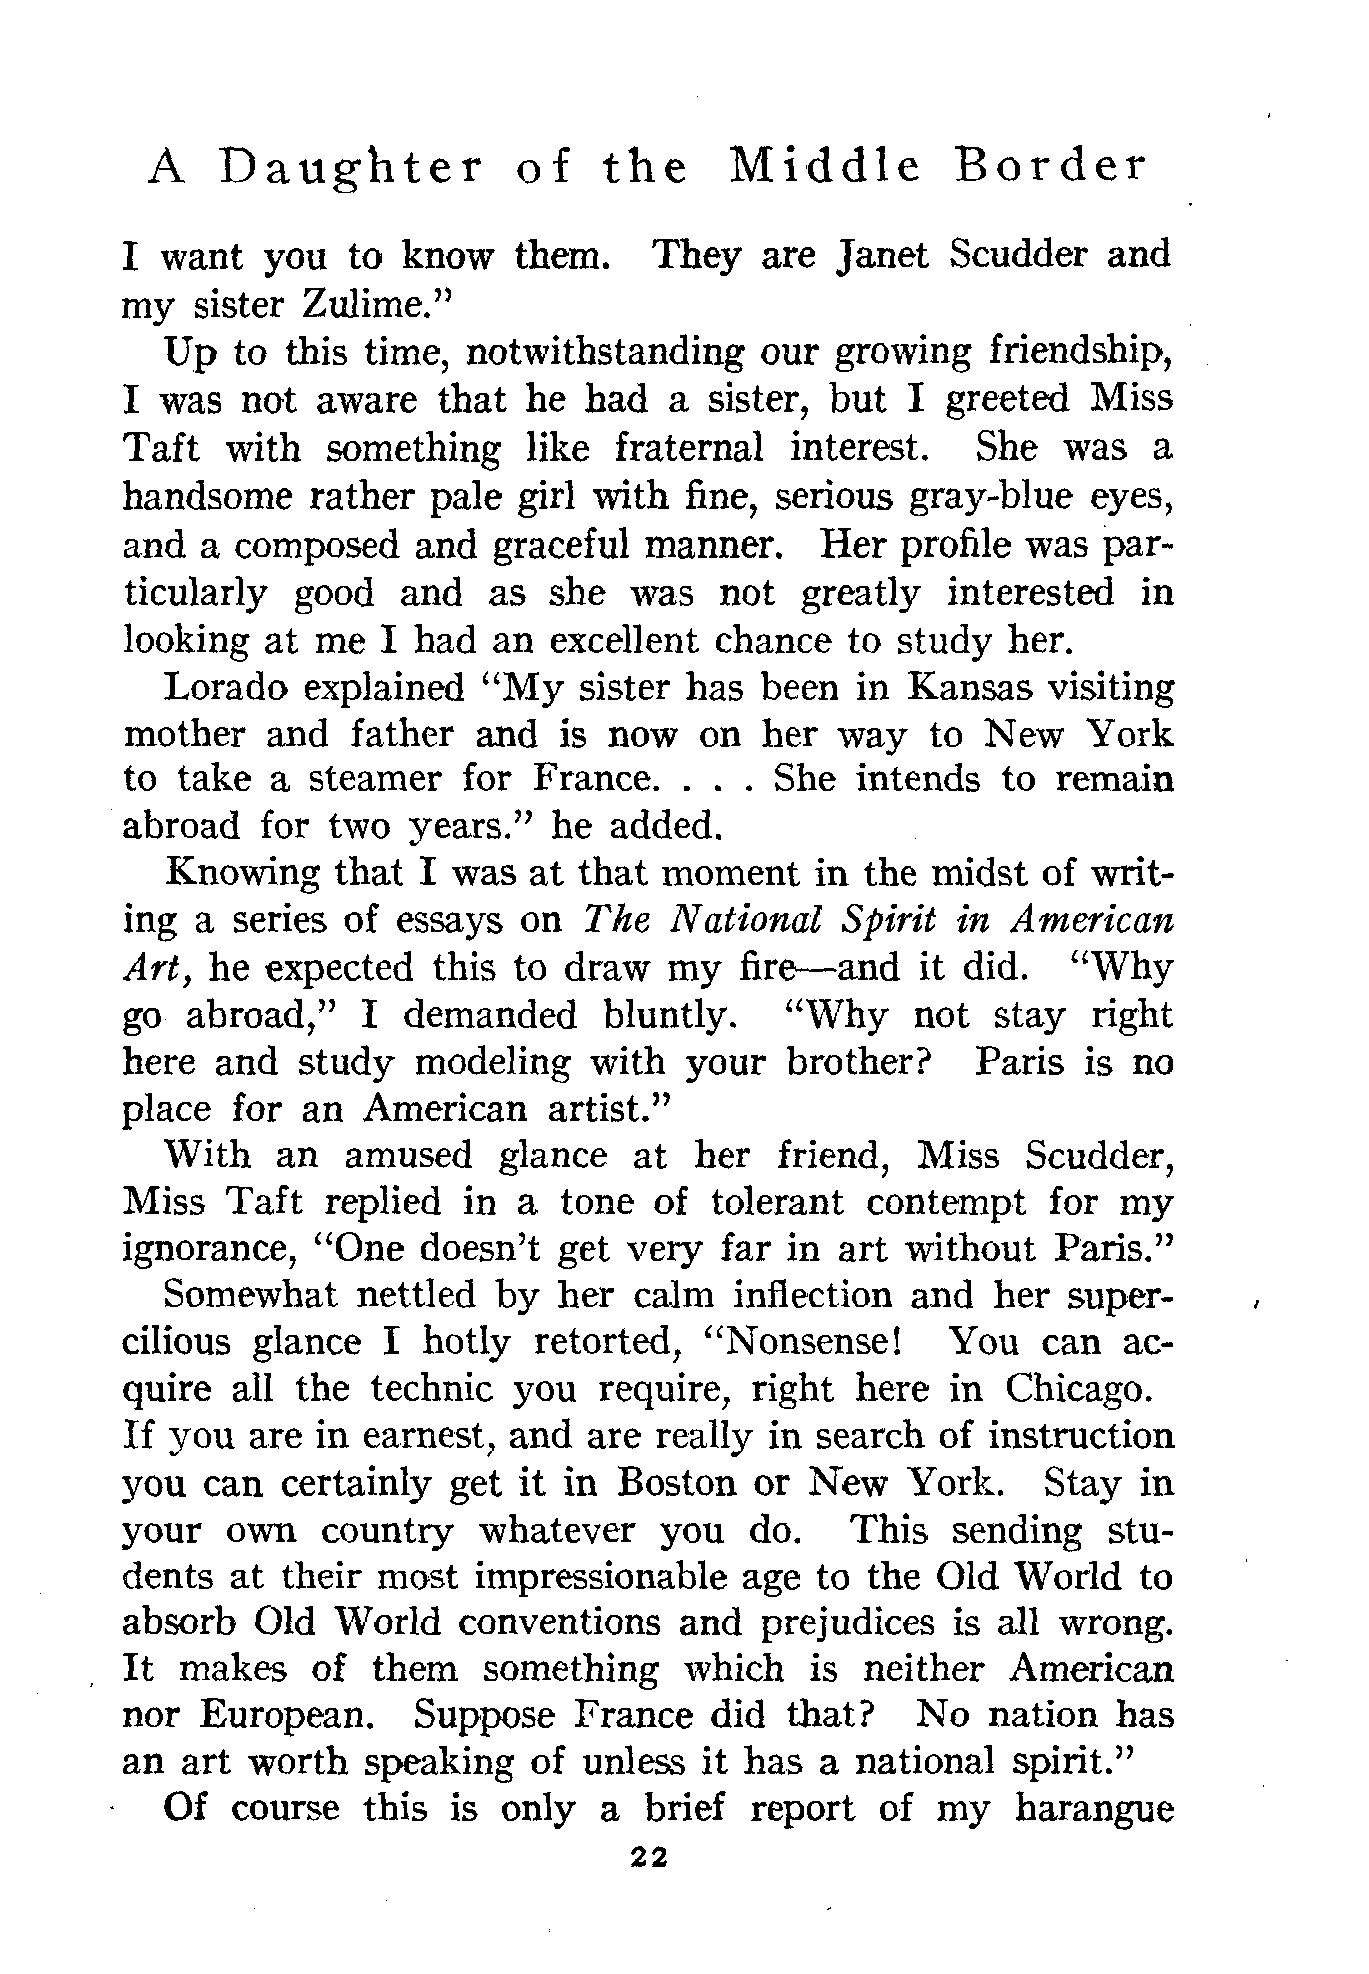 A Daughter of the Middle Border
I want you to know them. They are Janet Scudder and
my sister Zulime."
Up to this time, notwithstanding our growing friendship,
I was not aware that he had a sister, but I greeted Miss
Taft with something like fraternal interest. She was a
handsome rather pale girl with fine, serious gray-blue eyes,
and a composed and graceful manner. Her profile was par-
ticularly good and as she was not greatly interested in
looking at me I had an excellent chance to study her.
Lorado explained "My sister has been in Kansas visiting
mother and father and is now on her way to New York
to take a steamer for France. . . . She intends to remain
abroad for two years." he added.
Knowing that I was at that moment in the midst of writ-
ing a series of essays on The National Spirit in American
Art, he expected this to draw my fire—and it did. "Why
go abroad," I demanded bluntly. "Why not stay right
here and study modeling with your brother? Paris is no
place for an American artist."
With an amused glance at her friend, Miss Scudder,
Miss Taft replied in a tone of tolerant contempt for my
ignorance, "One doesn't get very far in art without Paris."
Somewhat nettled by her calm inflection and her super-
cilious glance I hotly retorted, "Nonsense! You can ac-
quire all the technic you require, right here in Chicago.
If you are in earnest, and are really in search of instruction
you can certainly get it in Boston or New York. Stay in
your own country whatever you do. This sending stu-
dents at their most impressionable age to the Old World to
absorb Old World conventions and prejudices is all wrong.
It makes of them something which is neither American
nor European. Suppose France did that? No nation has
an art worth speaking of unless it has a national spirit."
Of course this is only a brief report of my harangue
22